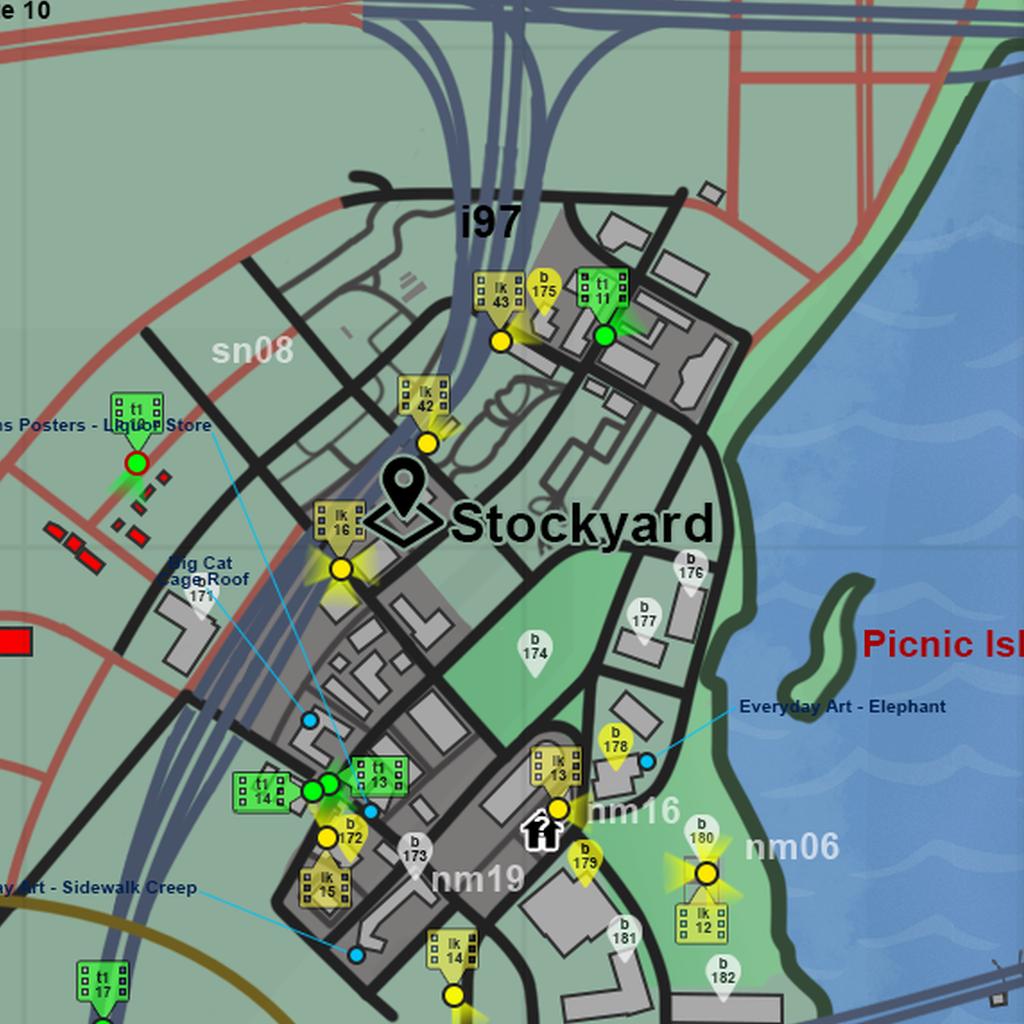 e 10
i97
lk
43
b
175
t1
11
sn08
lk
42
t1
as Posters - Liquor Store
Stockyard
lk
16
Big Cat
Cage Roof
b
171
b
176
b
177
b
174
Picnic Isl
Everyday Art - Elephant
b
178
lk
13
t1
13
t1
14
nm16
b
172
b
180
nm06
b
173
b
179
nm19
lk
15
ay Art - Sidewalk Creep
lk
12
lk
14
b
181
b
182
t1
17